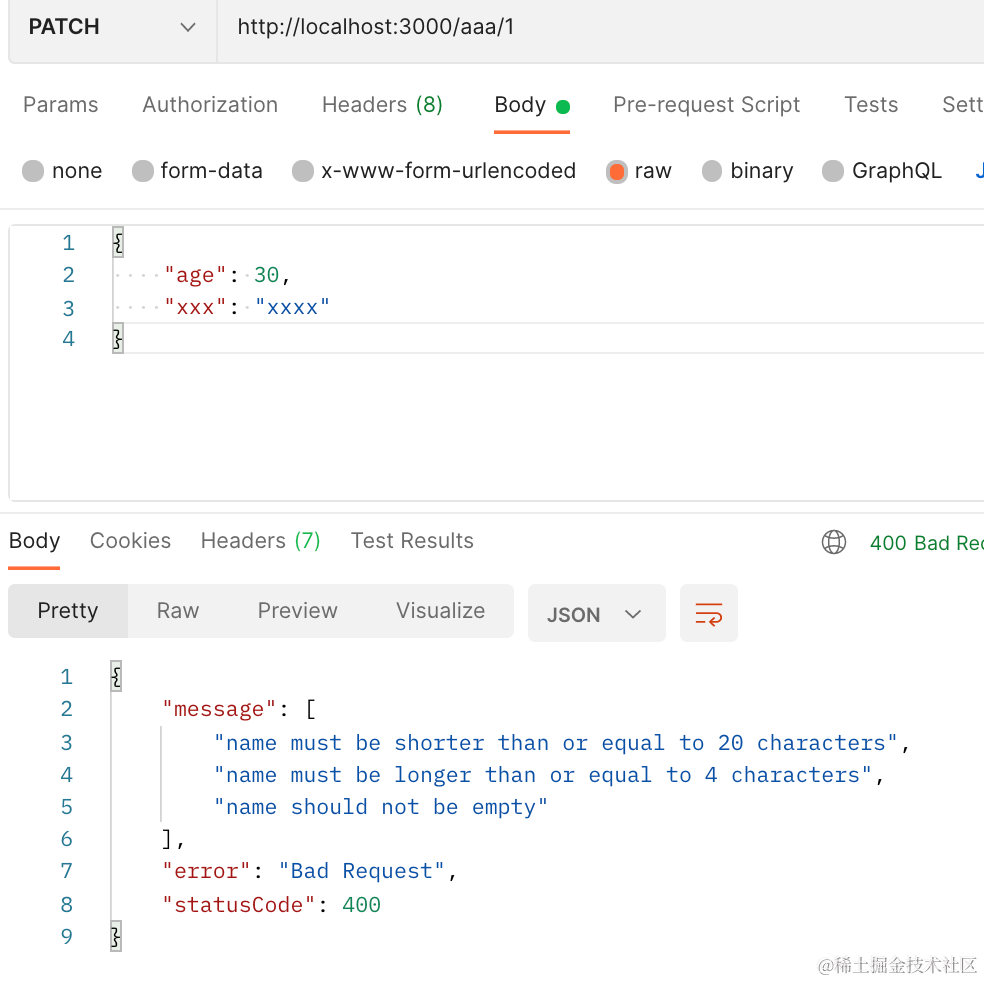 PATCH http://localhost:3000/aaa/1
Params Authorization Headers (8) Body Pre-request Script Tests Sett
none form-data x-www-form-urlencoded raw binary GraphQL J
1 {
2 "age": 30,
3 "xxx": "xxxx"
4 }
Body Cookies Headers (7) Test Results 400 Bad Rec
Pretty Raw Preview Visualize JSON
1 {
2 "message": [
3 "name must be shorter than or equal to 20 characters",
4 "name must be longer than or equal to 4 characters",
5 "name should not be empty"
6 ],
7 "error": "Bad Request",
8 "statusCode": 400
9 }
@稀土掘金技术社区